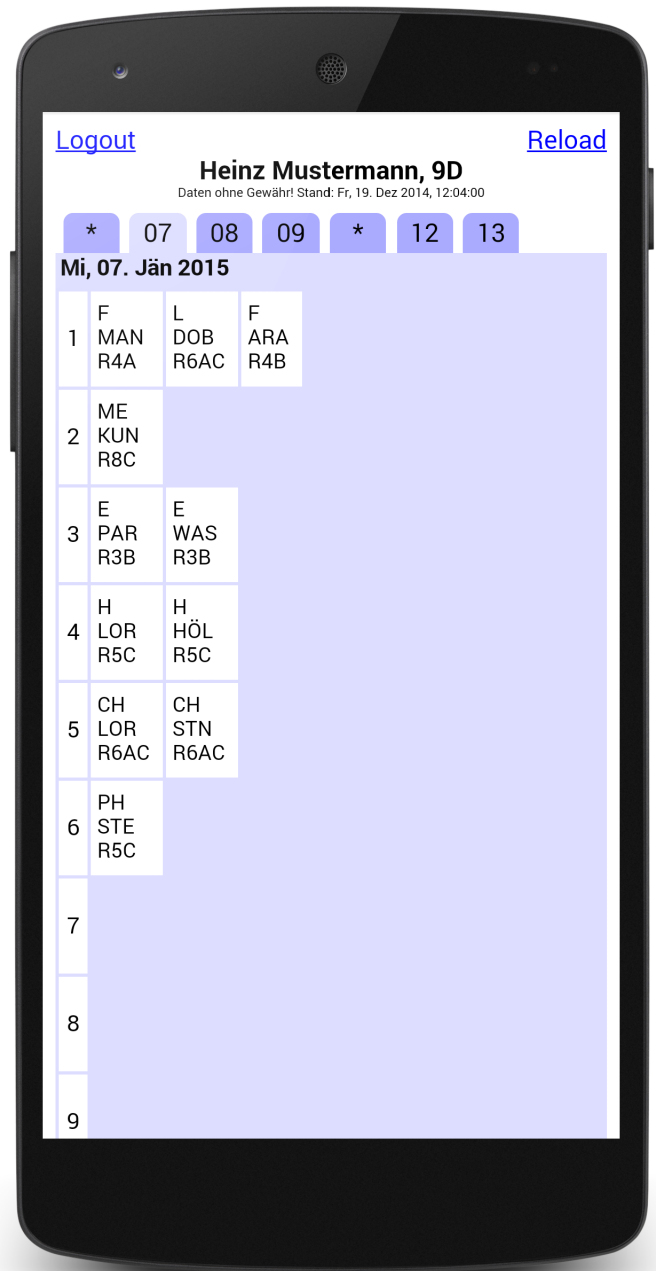 Logout Reload
Heinz Mustermann, 9D
Daten ohne Gewähr! Stand: Fr, 19. Dez 2014, 12:04:00
* 07 08 09 * 12 13
Mi, 07. Jän 2015
1
F
MAN
R4A
L
DOB
R6AC
F
ARA
R4B
2
ME
KUN
R8C
3
E
PAR
R3B
E
WAS
R3B
4
H
LOR
R5C
H
HÖL
R5C
5
CH
LOR
R6AC
CH
STN
R6AC
6
PH
STE
R5C
7
8
9